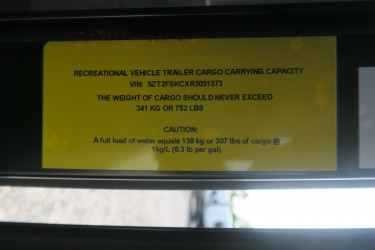 RECREATIONAL VEHICLE TRAILER CARGO CARRYING CAPACITY
VIN: 5ZT2FSKCXR3031373
THE WEIGHT OF CARGO SHOULD NEVER EXCEED
341 KG OR 752 LBS
CAUTION:
A full load of water equals 139 kg or 307 lbs of cargo @
1kg/L (8.3 lb per gal)